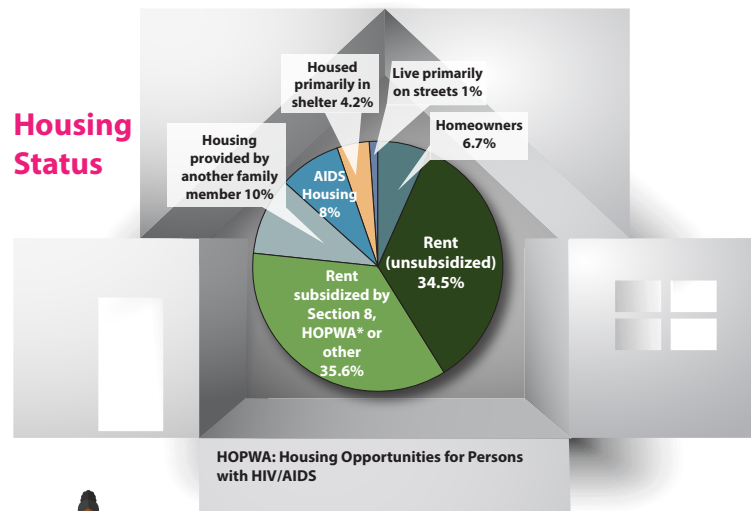 Housing
Status
Housed
primarily in
shelter 4.2%
Live primarily
on streets 1%
Homeowners
6.7%
Housing
provided by
another family
member 10%
AIDS
Housing
8%
Rent
(unsubsidized)
34.5%
Rent
subsidized by
Section 8,
HOPWA* or
other
35.6%
HOPWA: Housing Opportunities for Persons
with HIV/AIDS